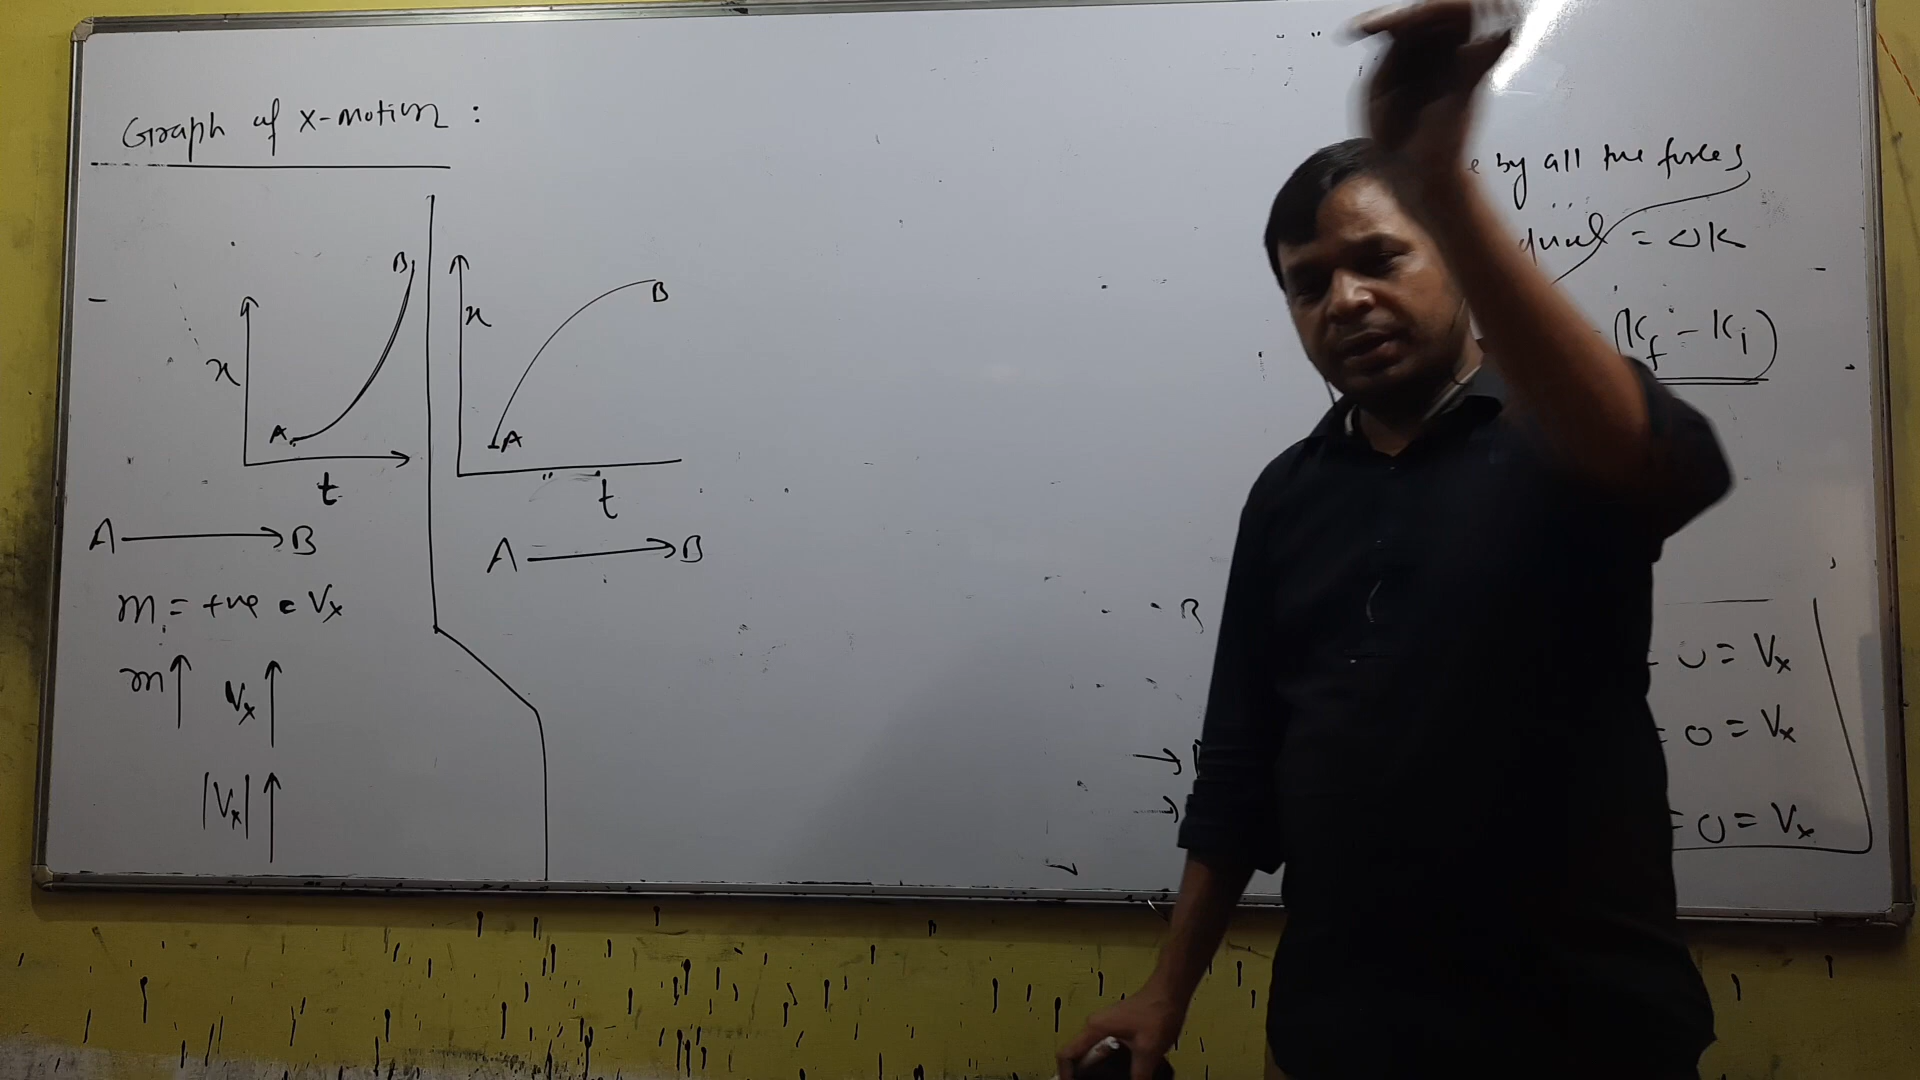 Graph of x-motion :
B
x
A
t
A → B
m = +ve = Vx
m ↑ Vx ↑
|Vx| ↑
x
B
A
t
A → B
by all the forces
= ΔK
(Kf - Ki)
B
→
→
= 0 = Vx
= 0 = Vx
= 0 = Vx